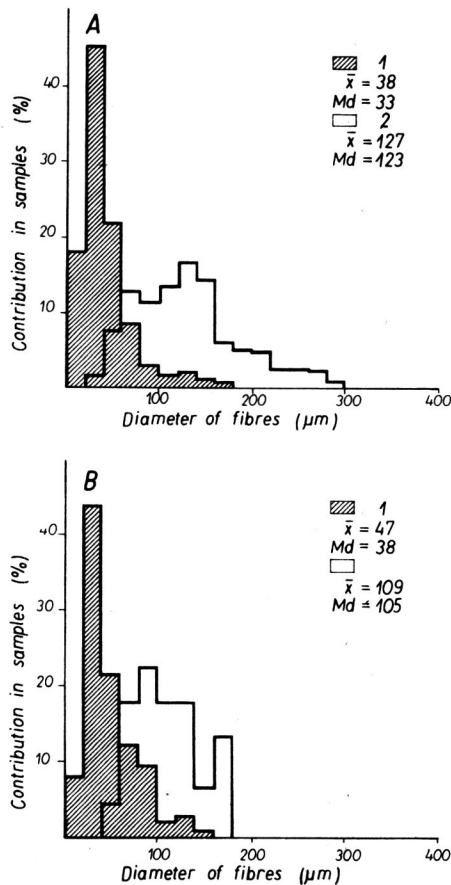 A
1
x̄ = 38
Md = 33
2
x̄ = 127
Md = 123
Contribution in samples (%)
40
30
20
10
100
200
300
400
Diameter of fibres (µm)
B
1
x̄ = 47
Md = 38
x̄ = 109
Md = 105
Contribution in samples (%)
40
30
20
10
100
200
300
400
Diameter of fibres (µm)